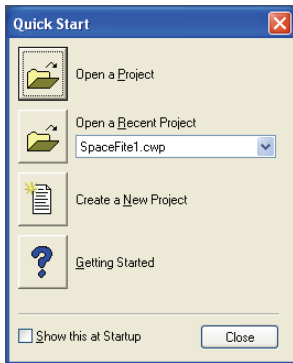 Quick Start
Open a Project
Open a Recent Project
SpaceFite1.cwp
Create a New Project
Getting Started
Show this at Startup
Close